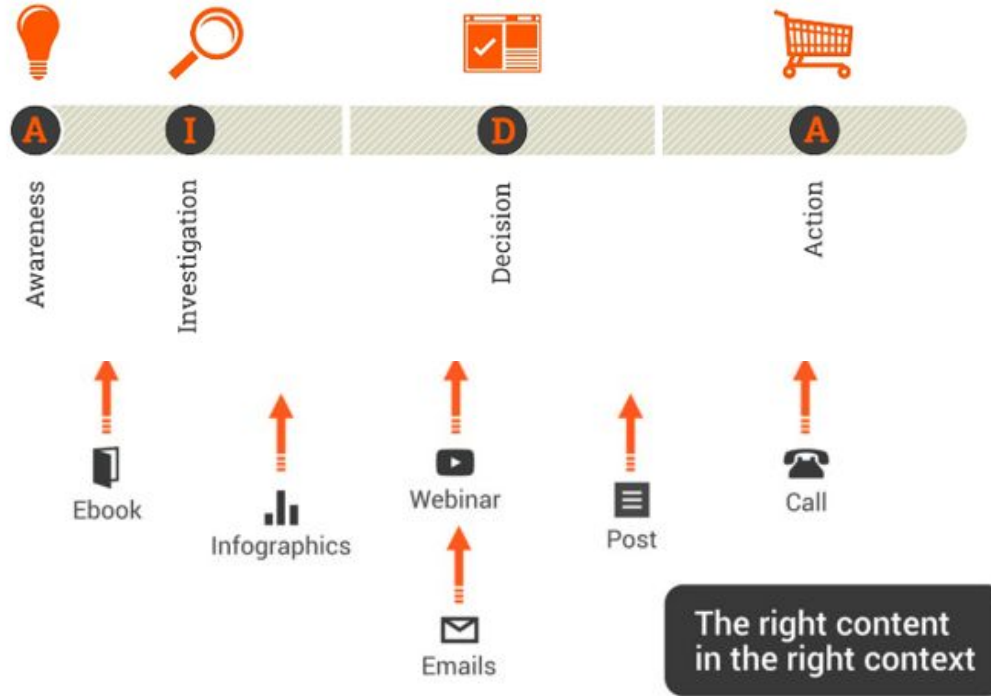 A
I
D
A
Awareness
Investigation
Decision
Action
Ebook
Infographics
Webinar
Post
Call
Emails
The right content
in the right context